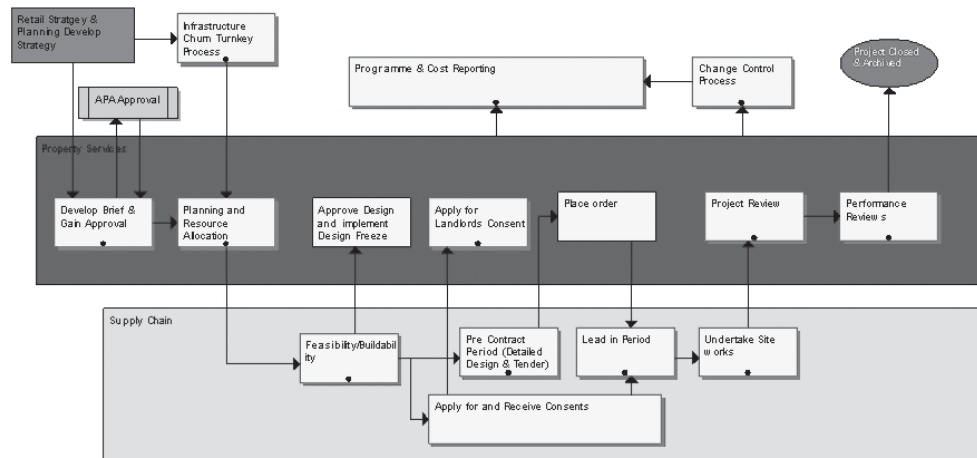 Retail Stratgey &
Planning Develop
Strategy
Infrastructure
Churn Turnkey
Process
Programme & Cost Reporting
Change Control
Process
Project Closed
& Archived
APA Approval
Property Services
Develop Brief &
Gain Approval
Planning and
Resource
Allocation
Approve Design
and implement
Design Freeze
Apply for
Landlords Consent
Place order
Project Review
Performance
Reviews
Supply Chain
Feasibility/Buildabil
ity
Pre Contract
Period (Detailed
Design & Tender)
Lead in Period
Undertake Site
works
Apply for and Receive Consents